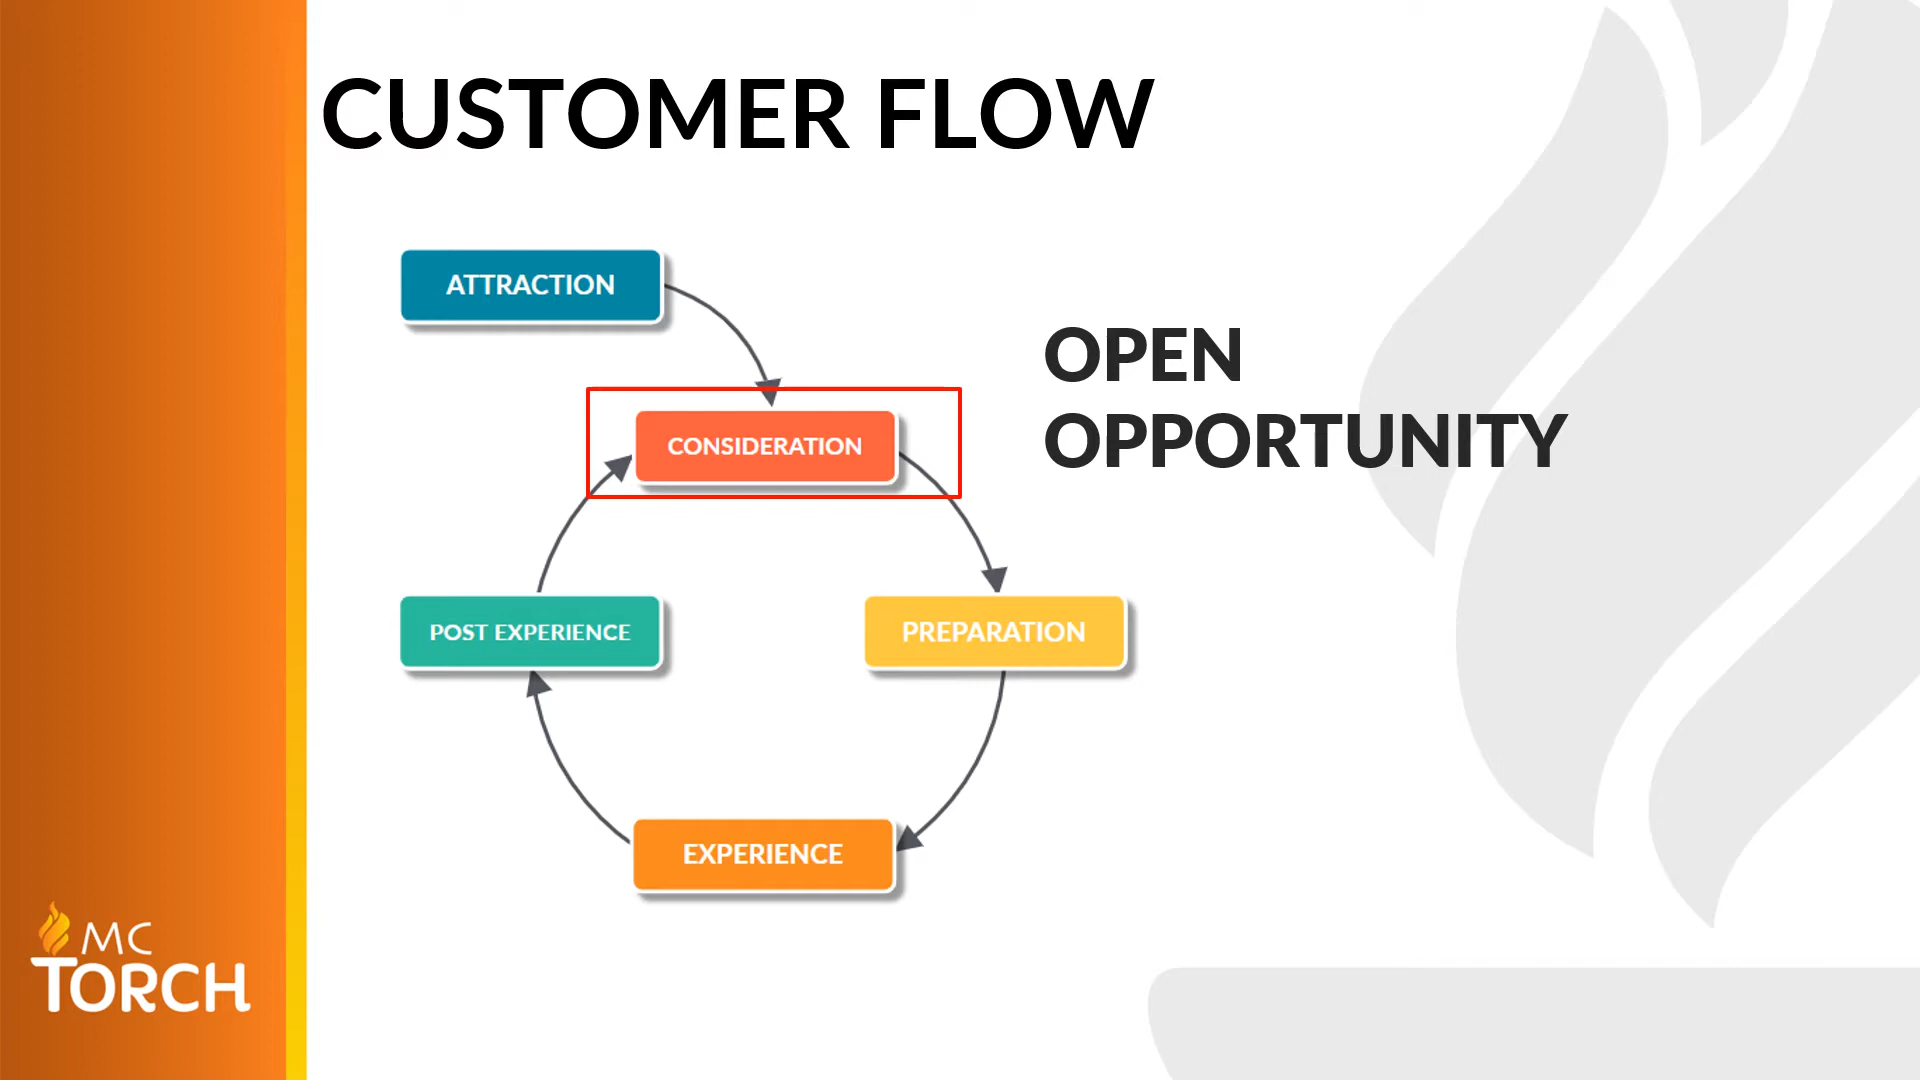 CUSTOMER FLOW
ATTRACTION
OPEN
OPPORTUNITY
CONSIDERATION
POST EXPERIENCE
PREPARATION
EXPERIENCE
MC
TORCH